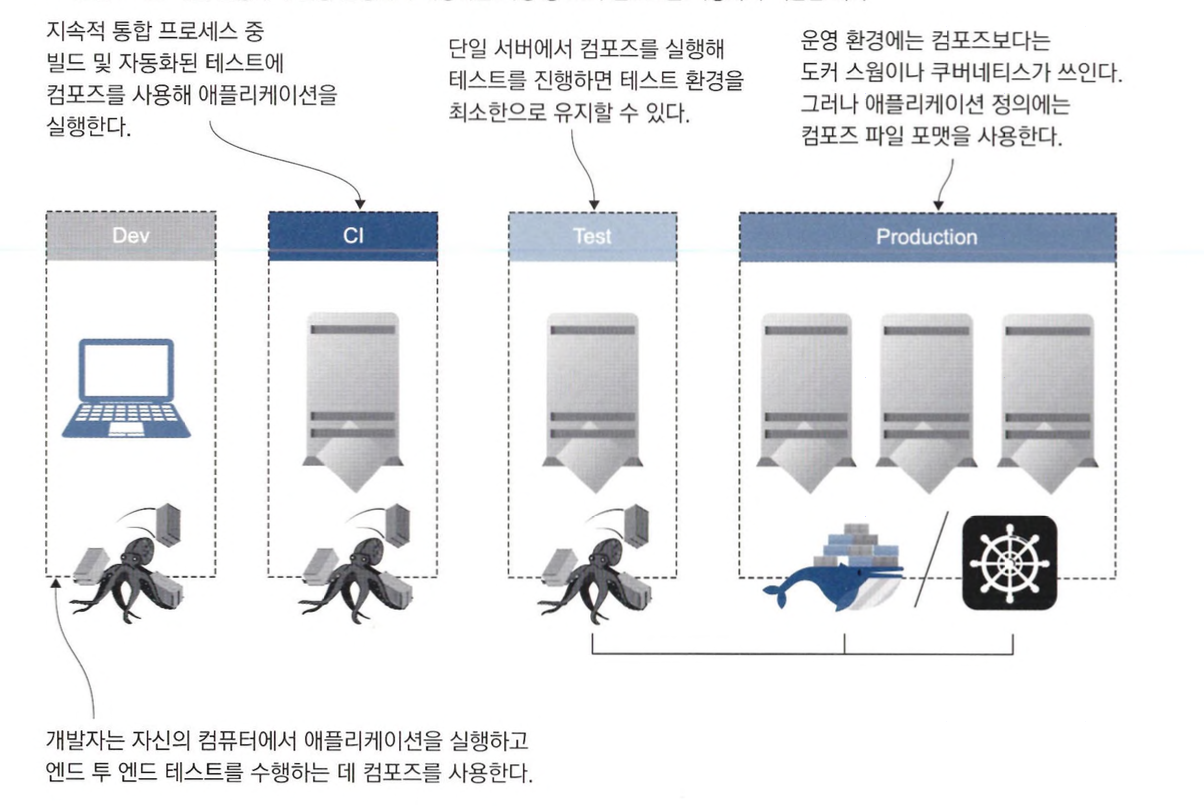 지속적 통합 프로세스 중
빌드 및 자동화된 테스트에
컴포즈를 사용해 애플리케이션을
실행한다.
단일 서버에서 컴포즈를 실행해
테스트를 진행하면 테스트 환경을
최소한으로 유지할 수 있다.
운영 환경에는 컴포즈보다는
도커 스웜이나 쿠버네티스가 쓰인다.
그러나 애플리케이션 정의에는
컴포즈 파일 포맷을 사용한다.
Dev
CI
Test
Production
개발자는 자신의 컴퓨터에서 애플리케이션을 실행하고
엔드 투 엔드 테스트를 수행하는 데 컴포즈를 사용한다.